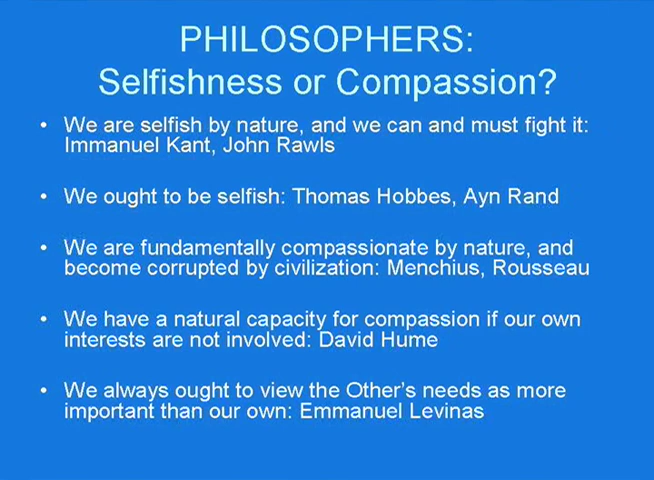 PHILOSOPHERS:
Selfishness or Compassion?
• We are selfish by nature, and we can and must fight it:
Immanuel Kant, John Rawls
• We ought to be selfish: Thomas Hobbes, Ayn Rand
• We are fundamentally compassionate by nature, and
become corrupted by civilization: Menchius, Rousseau
• We have a natural capacity for compassion if our own
interests are not involved: David Hume
• We always ought to view the Other's needs as more
important than our own: Emmanuel Levinas